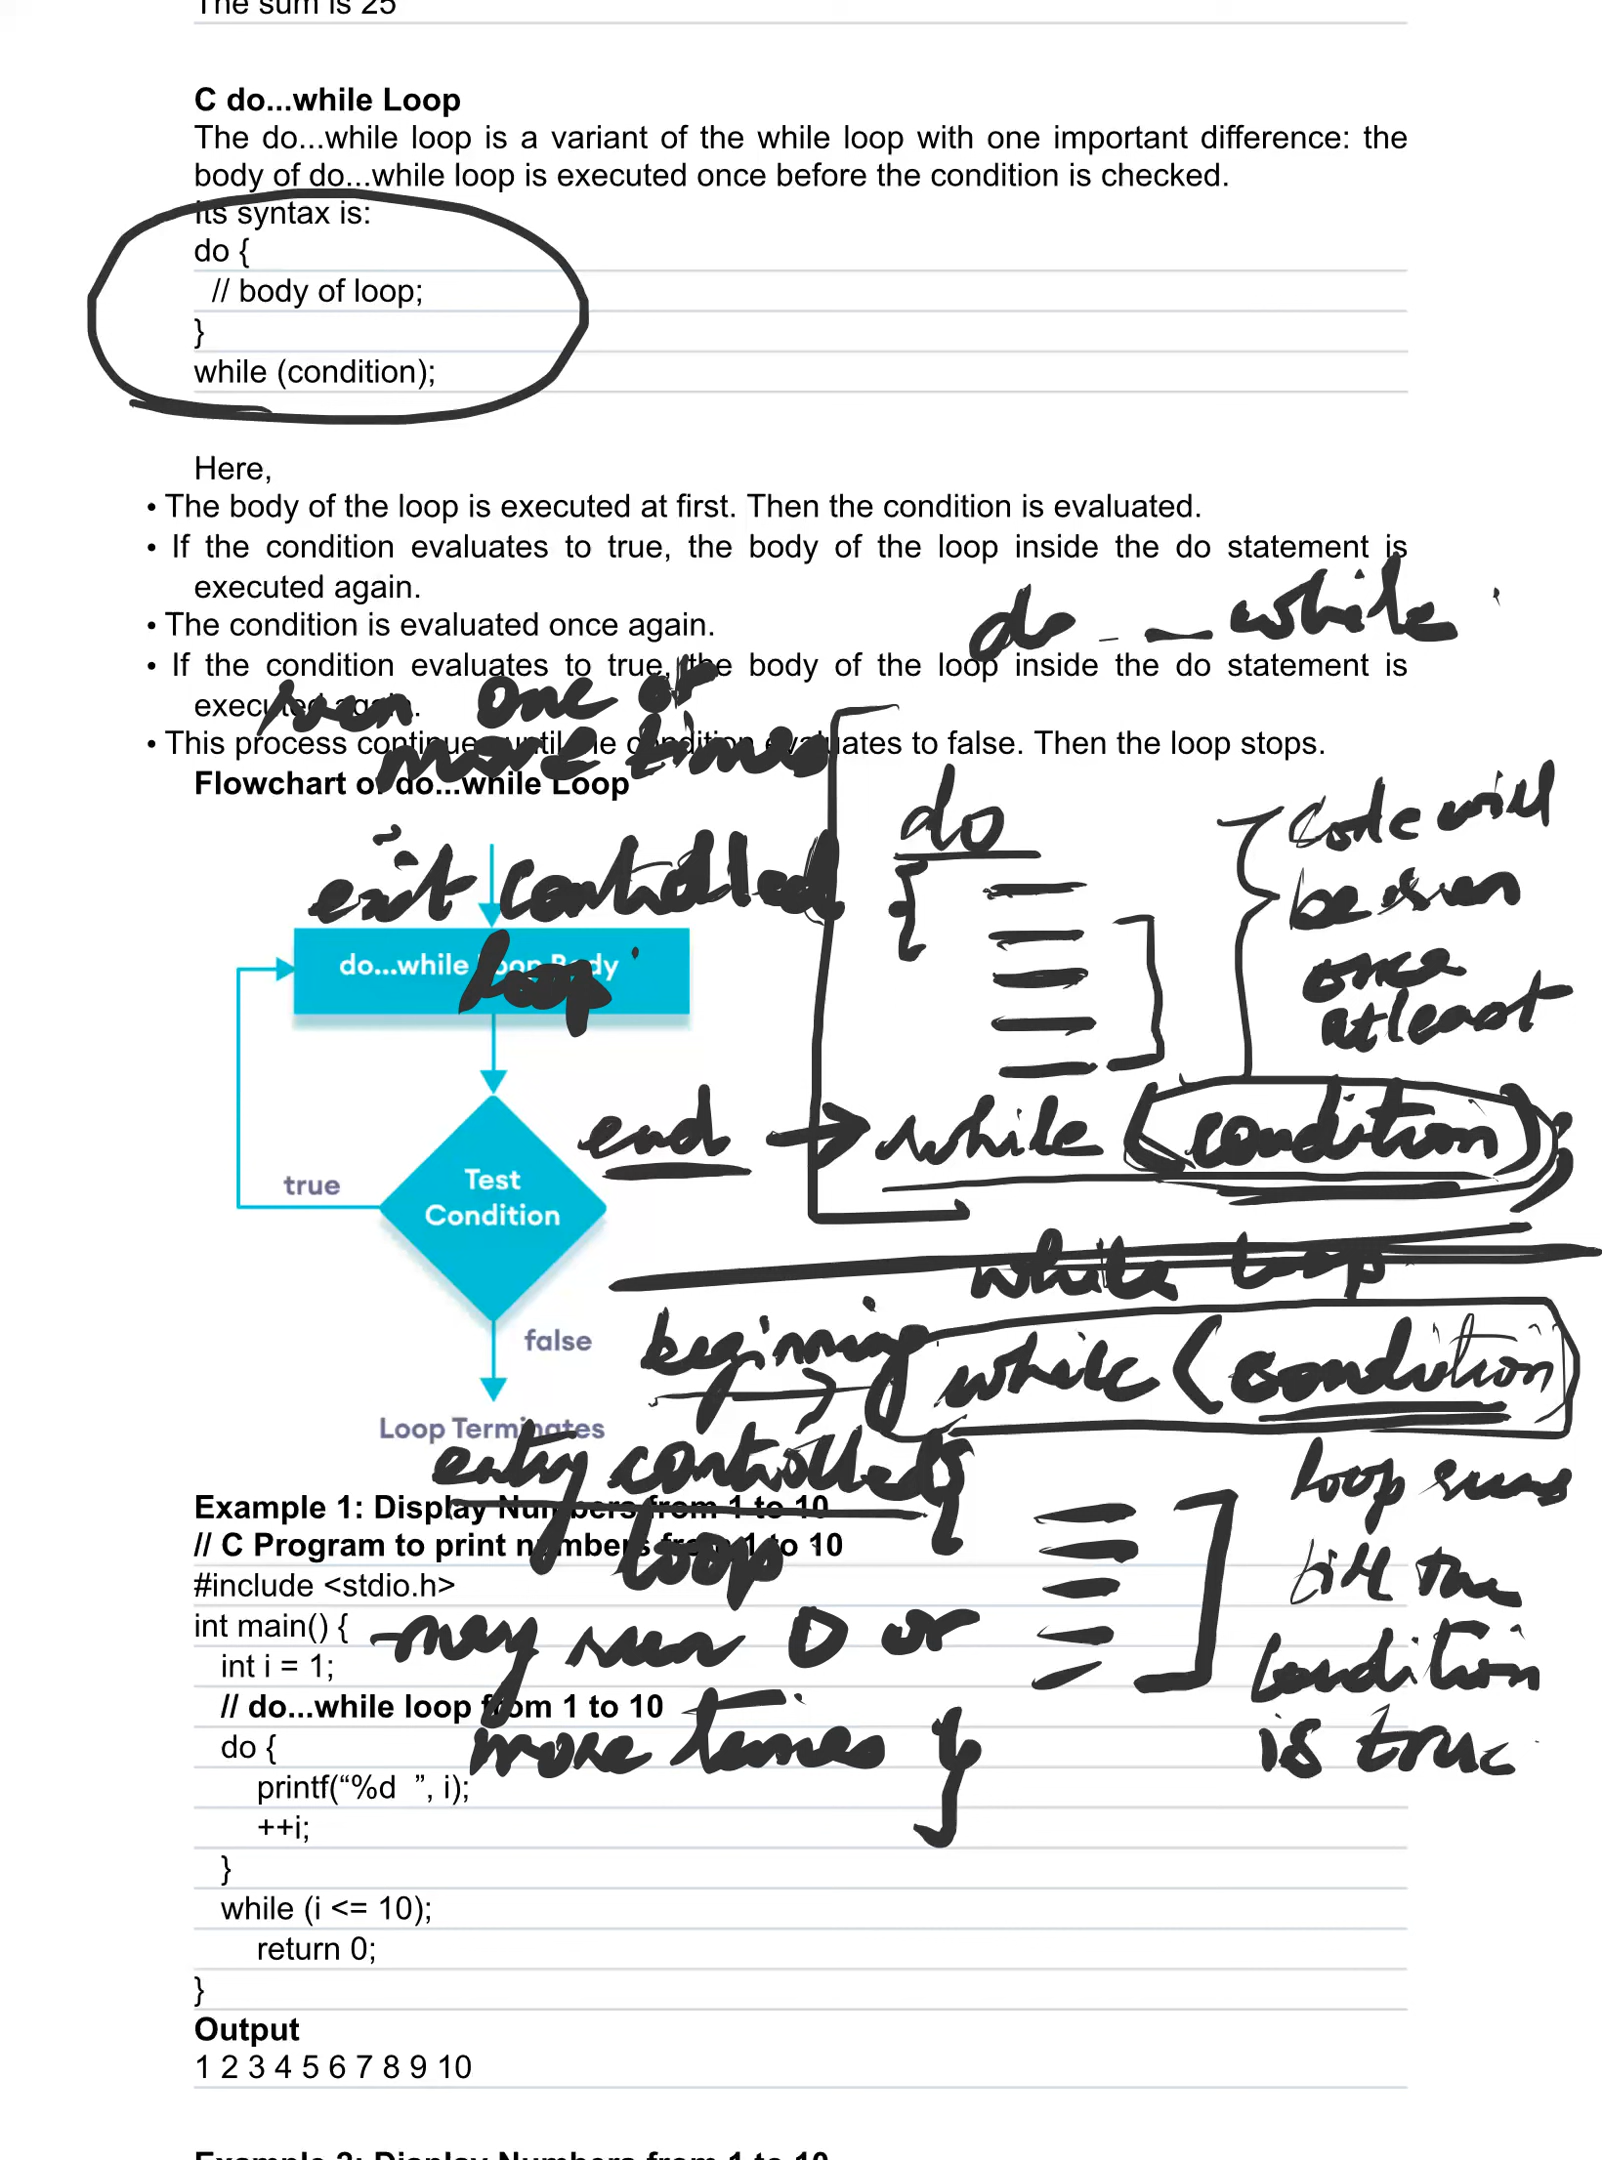 The sum is 25
C do...while Loop
The do...while loop is a variant of the while loop with one important difference: the
body of do...while loop is executed once before the condition is checked.
Its syntax is:
do {
// body of loop;
}
while (condition);
Here,
• The body of the loop is executed at first. Then the condition is evaluated.
• If the condition evaluates to true, the body of the loop inside the do statement is
executed again.
do - — while
• The condition is evaluated once again.
• If the condition evaluates to true, the body of the loop inside the do statement is
executed again.
run one or
• This process continues until the condition evaluates to false. Then the loop stops.
more times
Flowchart of do...while Loop
do
{
code will
be run
once
atleast
exit controlled
loop
do...while Loop Body
end → while (condition);
Test
Condition
true
false
Loop Terminates
while loop
beginning → while (condition)
entry controlled {
loop
may run 0 or
more times }
loop runs
till the
condition
is true
Example 1: Display Numbers from 1 to 10
// C Program to print numbers from 1 to 10
#include <stdio.h>
int main() {
int i = 1;
// do...while loop from 1 to 10
do {
printf(“%d  ”, i);
++i;
}
while (i <= 10);
return 0;
}
Output
1 2 3 4 5 6 7 8 9 10
Example 2: Display Numbers from 1 to 10